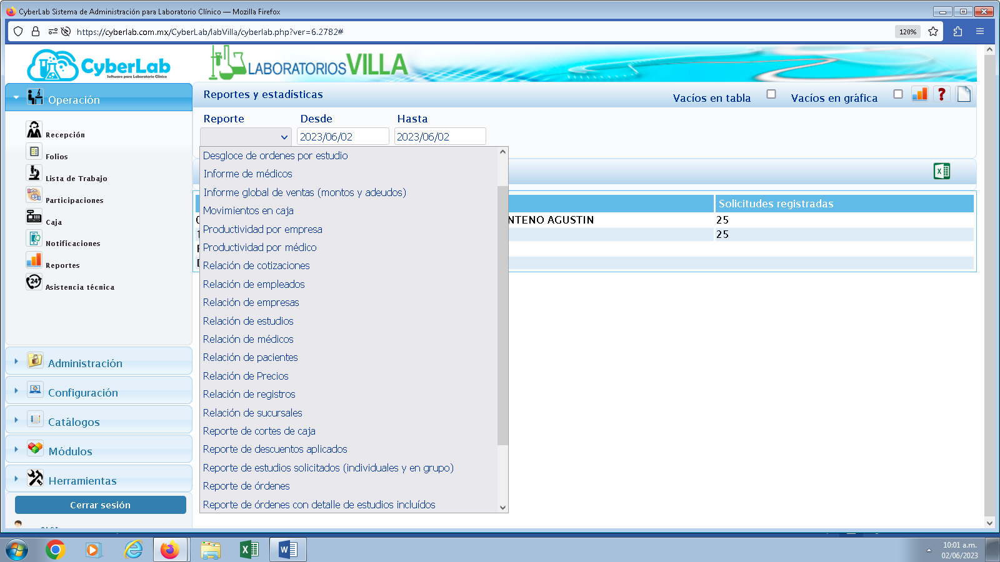 CyberLab Sistema de Administración para Laboratorio Clínico — Mozilla Firefox
https://cyberlab.com.mx/CyberLab/labVilla/cyberlab.php?ver=6.2782#
120%
CyberLab
Software para Laboratorio Clínico
LABORATORIOS VILLA
Operación
Recepción
Folios
Lista de Trabajo
Participaciones
Caja
Notificaciones
Reportes
24
Asistencia técnica
Administración
Configuración
Catálogos
Módulos
Herramientas
Cerrar sesión
Reportes y estadísticas
Vacíos en tabla
Vacíos en gráfica
Reporte
Desde
Hasta
2023/06/02
2023/06/02
Desgloce de ordenes por estudio
Informe de médicos
Informe global de ventas (montos y adeudos)
Movimientos en caja
Productividad por empresa
Productividad por médico
Relación de cotizaciones
Relación de empleados
Relación de empresas
Relación de estudios
Relación de médicos
Relación de pacientes
Relación de Precios
Relación de registros
Relación de sucursales
Reporte de cortes de caja
Reporte de descuentos aplicados
Reporte de estudios solicitados (individuales y en grupo)
Reporte de órdenes
Reporte de órdenes con detalle de estudios incluídos
Solicitudes registradas
NTENO AGUSTIN
25
25
10:01 a.m.
02/06/2023